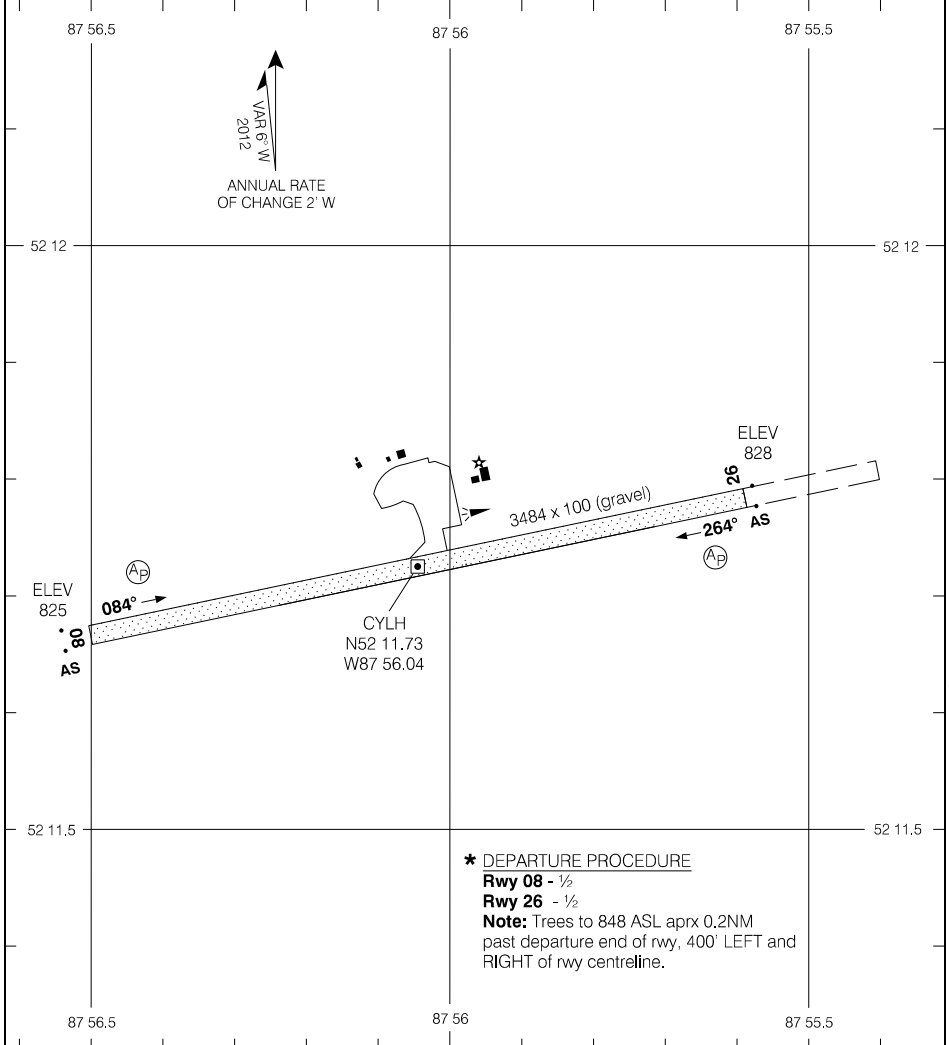 87 56.5
87 56
87 55.5
VAR 6° W
2012
ANNUAL RATE
OF CHANGE 2' W
52 12
52 12
ELEV
828
26
3484 x 100 (gravel)
264°
AS
AP
AP
ELEV
825
084°
08
AS
CYLH
N52 11.73
W87 56.04
52 11.5
52 11.5
* DEPARTURE PROCEDURE
Rwy 08 - ½
Rwy 26 - ½
Note: Trees to 848 ASL aprx 0.2NM
past departure end of rwy, 400' LEFT and
RIGHT of rwy centreline.
87 56.5
87 56
87 55.5